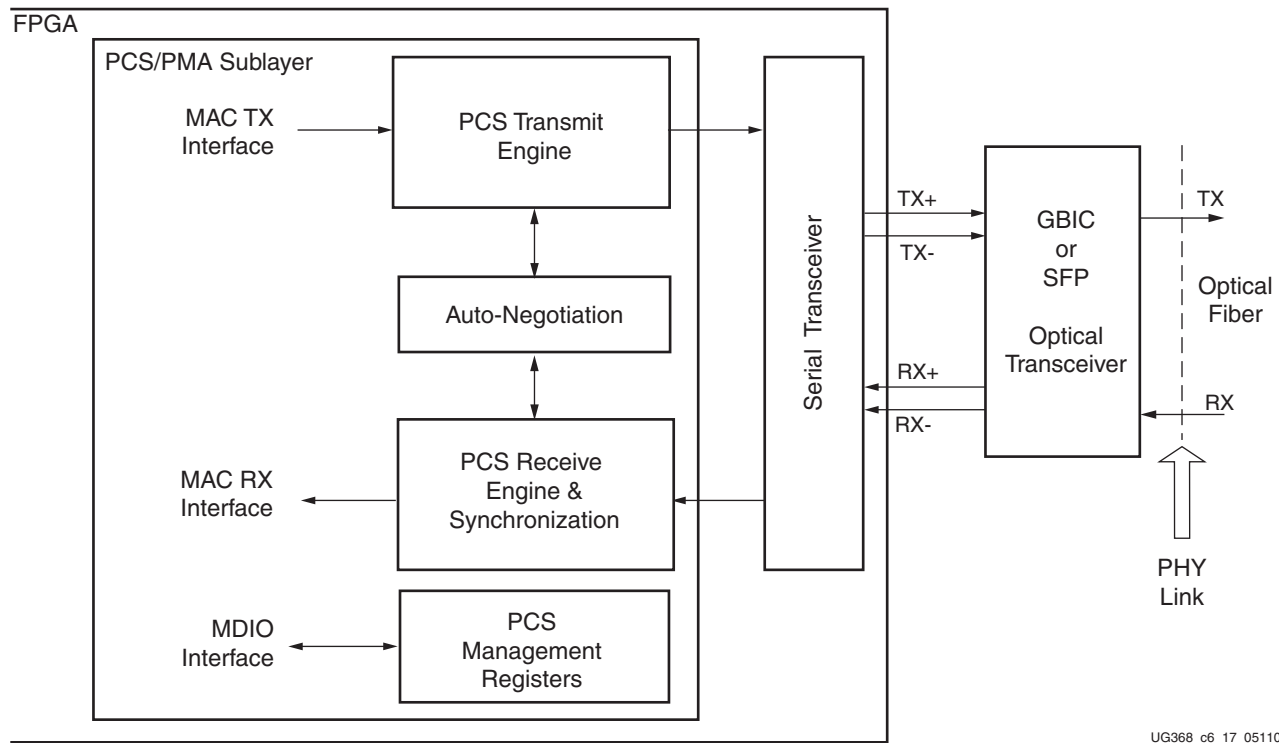 FPGA
PCS/PMA Sublayer
MAC TX
Interface
PCS Transmit
Engine
Auto-Negotiation
MAC RX
Interface
PCS Receive
Engine &
Synchronization
MDIO
Interface
PCS
Management
Registers
Serial Transceiver
TX+
TX-
RX+
RX-
GBIC
or
SFP
Optical
Transceiver
TX
Optical
Fiber
RX
PHY
Link
UG368_c6_17_05110